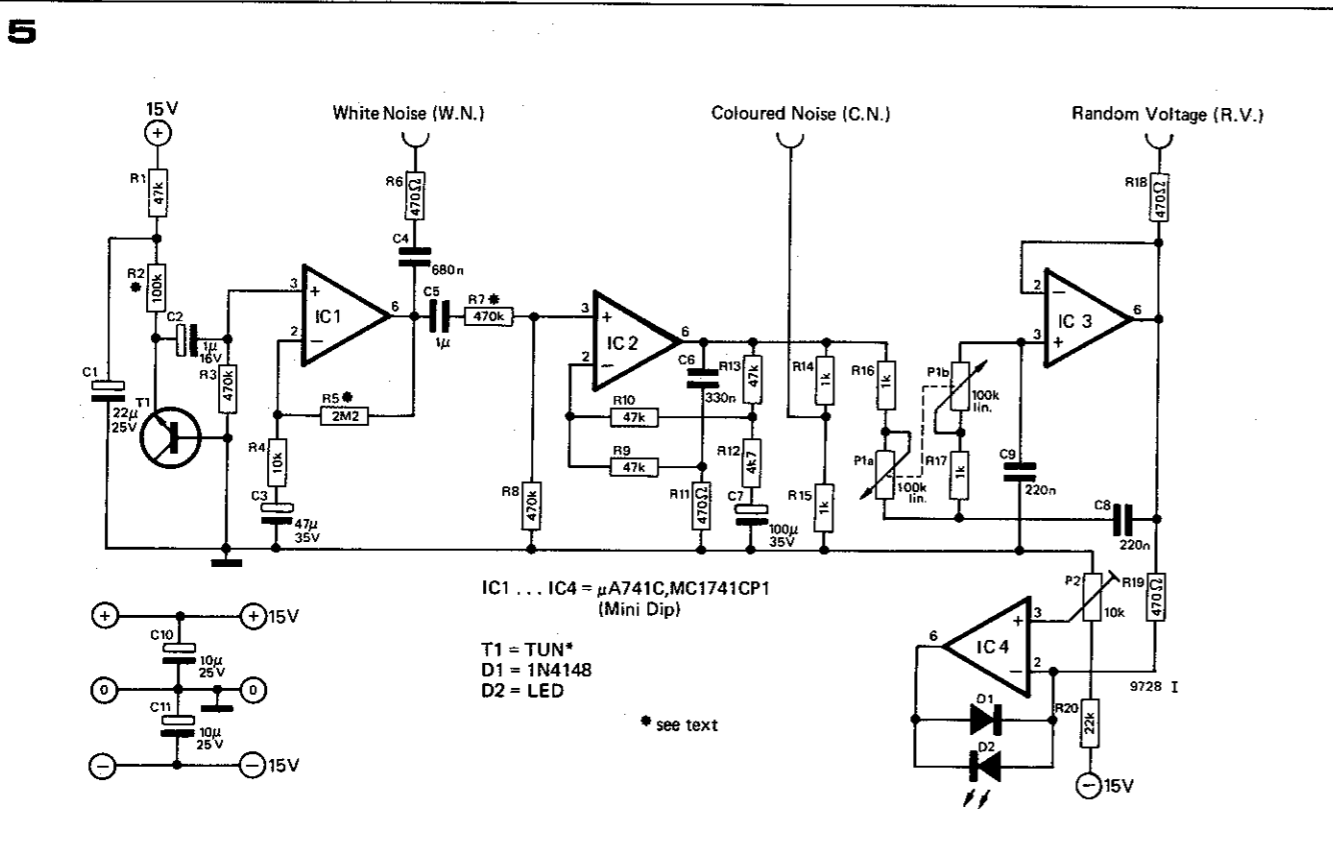 5
15V
+
White Noise (W.N.)
Coloured Noise (C.N.)
Random Voltage (R.V.)
R1
47k
R2
*
100k
C2
1µ
16V
R3
470k
C1
22µ
25V
T1
3
+
IC1
2
−
6
R6
470Ω
C4
680n
C5
1µ
R7*
470k
R5*
2M2
R4
10k
C3
47µ
35V
R8
470k
3
+
IC2
2
−
6
C6
330n
R10
47k
R9
47k
R11
470Ω
R13
47k
R12
4k7
C7
100µ
35V
R14
1k
R15
1k
R16
1k
P1a
100k
lin.
P1b
100k
lin.
R17
1k
C9
220n
C8
220n
2
−
IC 3
3
+
6
R18
470Ω
R19
470Ω
P2
10k
3
+
IC4
−
2
6
D1
D2
R20
22k
−
15V
9728 I
IC1 . . . IC4 = µA741C,MC1741CP1
(Mini Dip)
T1 = TUN*
D1 = 1N4148
D2 = LED
* see text
+
+
15V
C10
10µ
25V
0
0
C11
10µ
25V
−
−
15V